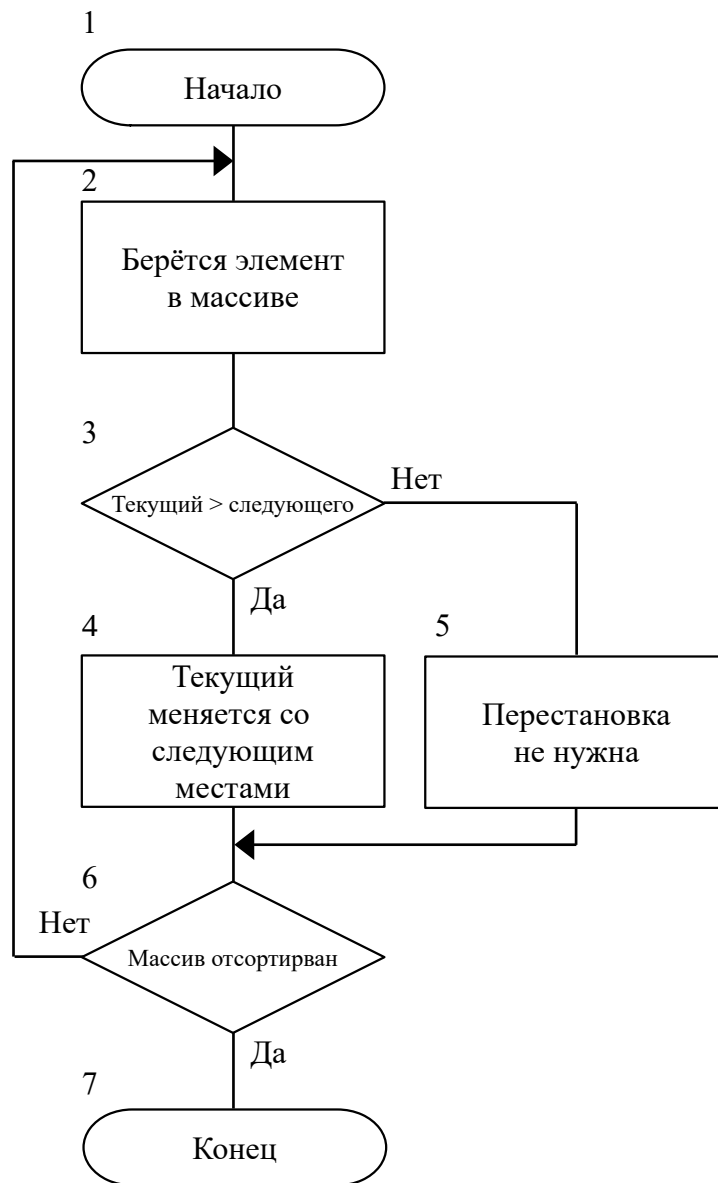 1
Начало
2
Берётся элемент
в массиве
3
Текущий > следующего
Нет
Да
4
Текущий
меняется со
следующим
местами
5
Перестановка
не нужна
6
Нет
Массив отсортирван
Да
7
Конец